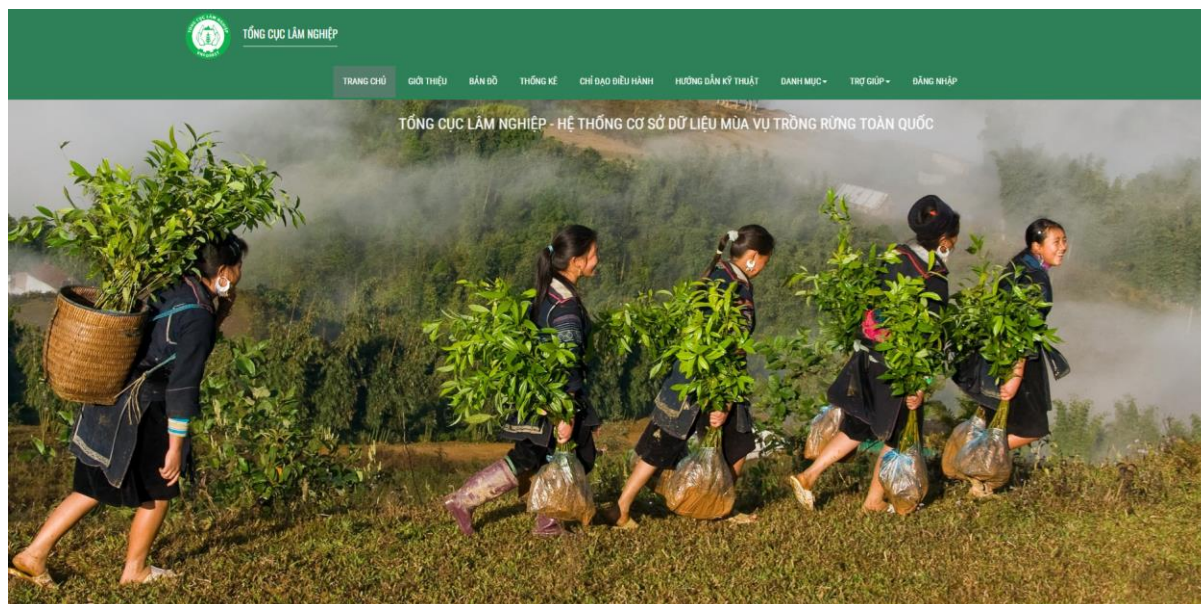 TỔNG CỤC LÂM NGHIỆP
TRANG CHỦ GIỚI THIỆU BẢN ĐỒ THỐNG KÊ CHỈ ĐẠO ĐIỀU HÀNH HƯỚNG DẪN KỸ THUẬT DANH MỤC TRỢ GIÚP ĐĂNG NHẬP
TỔNG CỤC LÂM NGHIỆP - HỆ THỐNG CƠ SỞ DỮ LIỆU MÙA VỤ TRỒNG RỪNG TOÀN QUỐC